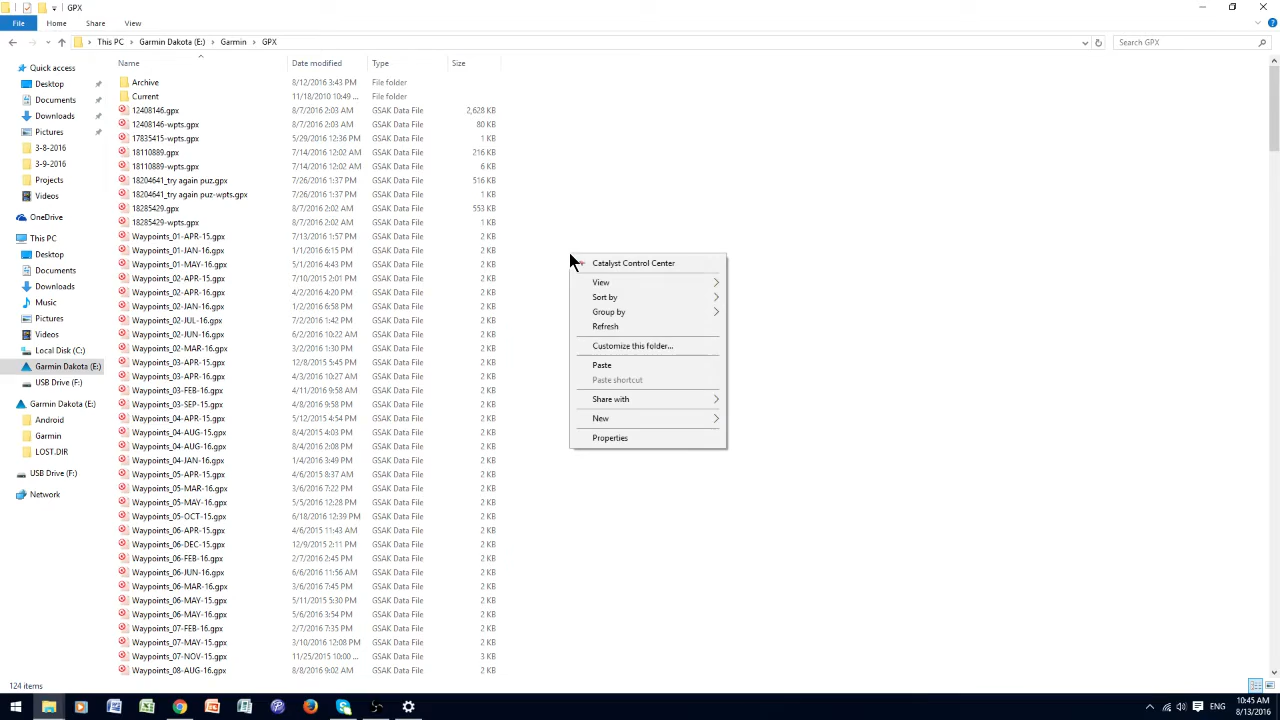 GPX
File Home Share View
This PC Garmin Dakota (E:) Garmin GPX Search GPX
Name Date modified Type Size
Quick access
Desktop
Documents
Downloads
Pictures
3-8-2016
3-9-2016
Projects
Videos
OneDrive
This PC
Desktop
Documents
Downloads
Music
Pictures
Videos
Local Disk (C:)
Garmin Dakota (E:)
USB Drive (F:)
Garmin Dakota (E:)
Android
Garmin
LOST.DIR
USB Drive (F:)
Network
Archive 8/12/2016 3:43 PM File folder
Current 11/18/2010 10:49 ... File folder
12408146.gpx 8/7/2016 2:03 AM GSAK Data File 2,628 KB
12408146-wpts.gpx 8/7/2016 2:03 AM GSAK Data File 80 KB
17835415-wpts.gpx 5/29/2016 12:36 PM GSAK Data File 1 KB
18110889.gpx 7/14/2016 12:02 AM GSAK Data File 216 KB
18110889-wpts.gpx 7/14/2016 12:02 AM GSAK Data File 6 KB
18204641_try again puz.gpx 7/26/2016 1:37 PM GSAK Data File 516 KB
18204641_try again puz-wpts.gpx 7/26/2016 1:37 PM GSAK Data File 1 KB
18285429.gpx 8/7/2016 2:02 AM GSAK Data File 553 KB
18285429-wpts.gpx 8/7/2016 2:02 AM GSAK Data File 1 KB
Waypoints_01-APR-15.gpx 7/13/2016 1:57 PM GSAK Data File 2 KB
Waypoints_01-JAN-16.gpx 1/1/2016 6:15 PM GSAK Data File 2 KB
Waypoints_01-MAY-16.gpx 5/1/2016 4:43 PM GSAK Data File 2 KB
Waypoints_02-APR-15.gpx 7/10/2015 2:01 PM GSAK Data File 2 KB
Waypoints_02-APR-16.gpx 4/2/2016 4:20 PM GSAK Data File 2 KB
Waypoints_02-JAN-16.gpx 1/2/2016 6:58 PM GSAK Data File 2 KB
Waypoints_02-JUL-16.gpx 7/2/2016 1:42 PM GSAK Data File 2 KB
Waypoints_02-JUN-16.gpx 6/2/2016 10:22 AM GSAK Data File 2 KB
Waypoints_02-MAR-16.gpx 3/2/2016 1:30 PM GSAK Data File 2 KB
Waypoints_03-APR-15.gpx 12/8/2015 5:45 PM GSAK Data File 2 KB
Waypoints_03-APR-16.gpx 4/3/2016 10:27 AM GSAK Data File 2 KB
Waypoints_03-FEB-16.gpx 4/11/2016 9:58 AM GSAK Data File 2 KB
Waypoints_03-SEP-15.gpx 4/8/2016 9:58 PM GSAK Data File 2 KB
Waypoints_04-APR-15.gpx 5/12/2015 4:54 PM GSAK Data File 2 KB
Waypoints_04-AUG-15.gpx 8/4/2015 4:03 PM GSAK Data File 2 KB
Waypoints_04-AUG-16.gpx 8/4/2016 2:08 PM GSAK Data File 2 KB
Waypoints_04-JAN-16.gpx 1/4/2016 3:49 PM GSAK Data File 2 KB
Waypoints_05-APR-15.gpx 4/6/2015 8:37 AM GSAK Data File 2 KB
Waypoints_05-MAR-16.gpx 3/6/2016 7:22 PM GSAK Data File 2 KB
Waypoints_05-MAY-16.gpx 5/5/2016 12:28 PM GSAK Data File 2 KB
Waypoints_05-OCT-15.gpx 6/18/2016 12:39 PM GSAK Data File 2 KB
Waypoints_06-APR-15.gpx 4/6/2015 11:43 AM GSAK Data File 2 KB
Waypoints_06-DEC-15.gpx 12/9/2015 2:11 PM GSAK Data File 2 KB
Waypoints_06-FEB-16.gpx 2/7/2016 2:45 PM GSAK Data File 2 KB
Waypoints_06-JUN-16.gpx 6/6/2016 11:56 AM GSAK Data File 2 KB
Waypoints_06-MAR-16.gpx 3/6/2016 7:45 PM GSAK Data File 2 KB
Waypoints_06-MAY-15.gpx 5/11/2015 5:30 PM GSAK Data File 2 KB
Waypoints_06-MAY-16.gpx 5/6/2016 3:54 PM GSAK Data File 2 KB
Waypoints_07-FEB-16.gpx 2/7/2016 7:35 PM GSAK Data File 2 KB
Waypoints_07-MAY-15.gpx 3/10/2016 12:08 PM GSAK Data File 2 KB
Waypoints_07-NOV-15.gpx 11/25/2015 10:00 ... GSAK Data File 3 KB
Waypoints_08-AUG-16.gpx 8/8/2016 9:02 AM GSAK Data File 2 KB
Catalyst Control Center
View
Sort by
Group by
Refresh
Customize this folder...
Paste
Paste shortcut
Share with
New
Properties
124 items
ENG
10:45 AM
8/13/2016